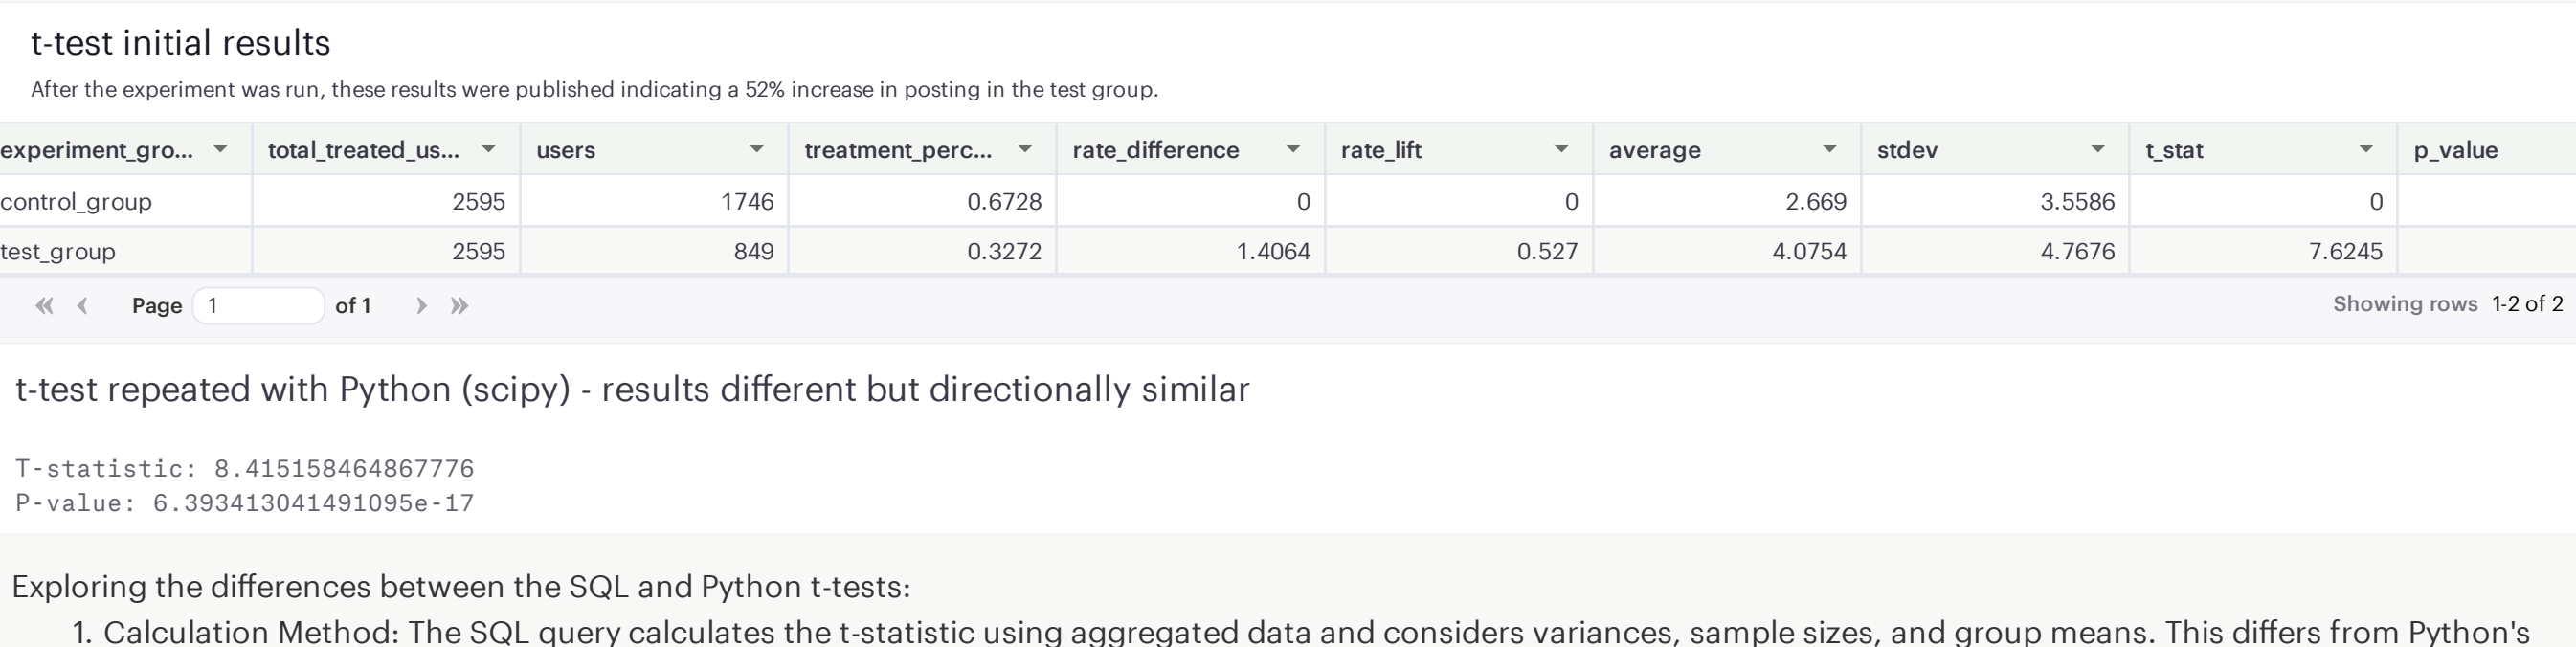 t-test initial results
After the experiment was run, these results were published indicating a 52% increase in posting in the test group.
experiment_gro... total_treated_us... users treatment_perc... rate_difference rate_lift average stdev t_stat p_value
control_group 2595 1746 0.6728 0 0 2.669 3.5586 0
test_group 2595 849 0.3272 1.4064 0.527 4.0754 4.7676 7.6245
Page 1 of 1 Showing rows 1-2 of 2
t-test repeated with Python (scipy) - results different but directionally similar
T-statistic: 8.415158464867776
P-value: 6.393413041491095e-17
Exploring the differences between the SQL and Python t-tests:
1. Calculation Method: The SQL query calculates the t-statistic using aggregated data and considers variances, sample sizes, and group means. This differs from Python's